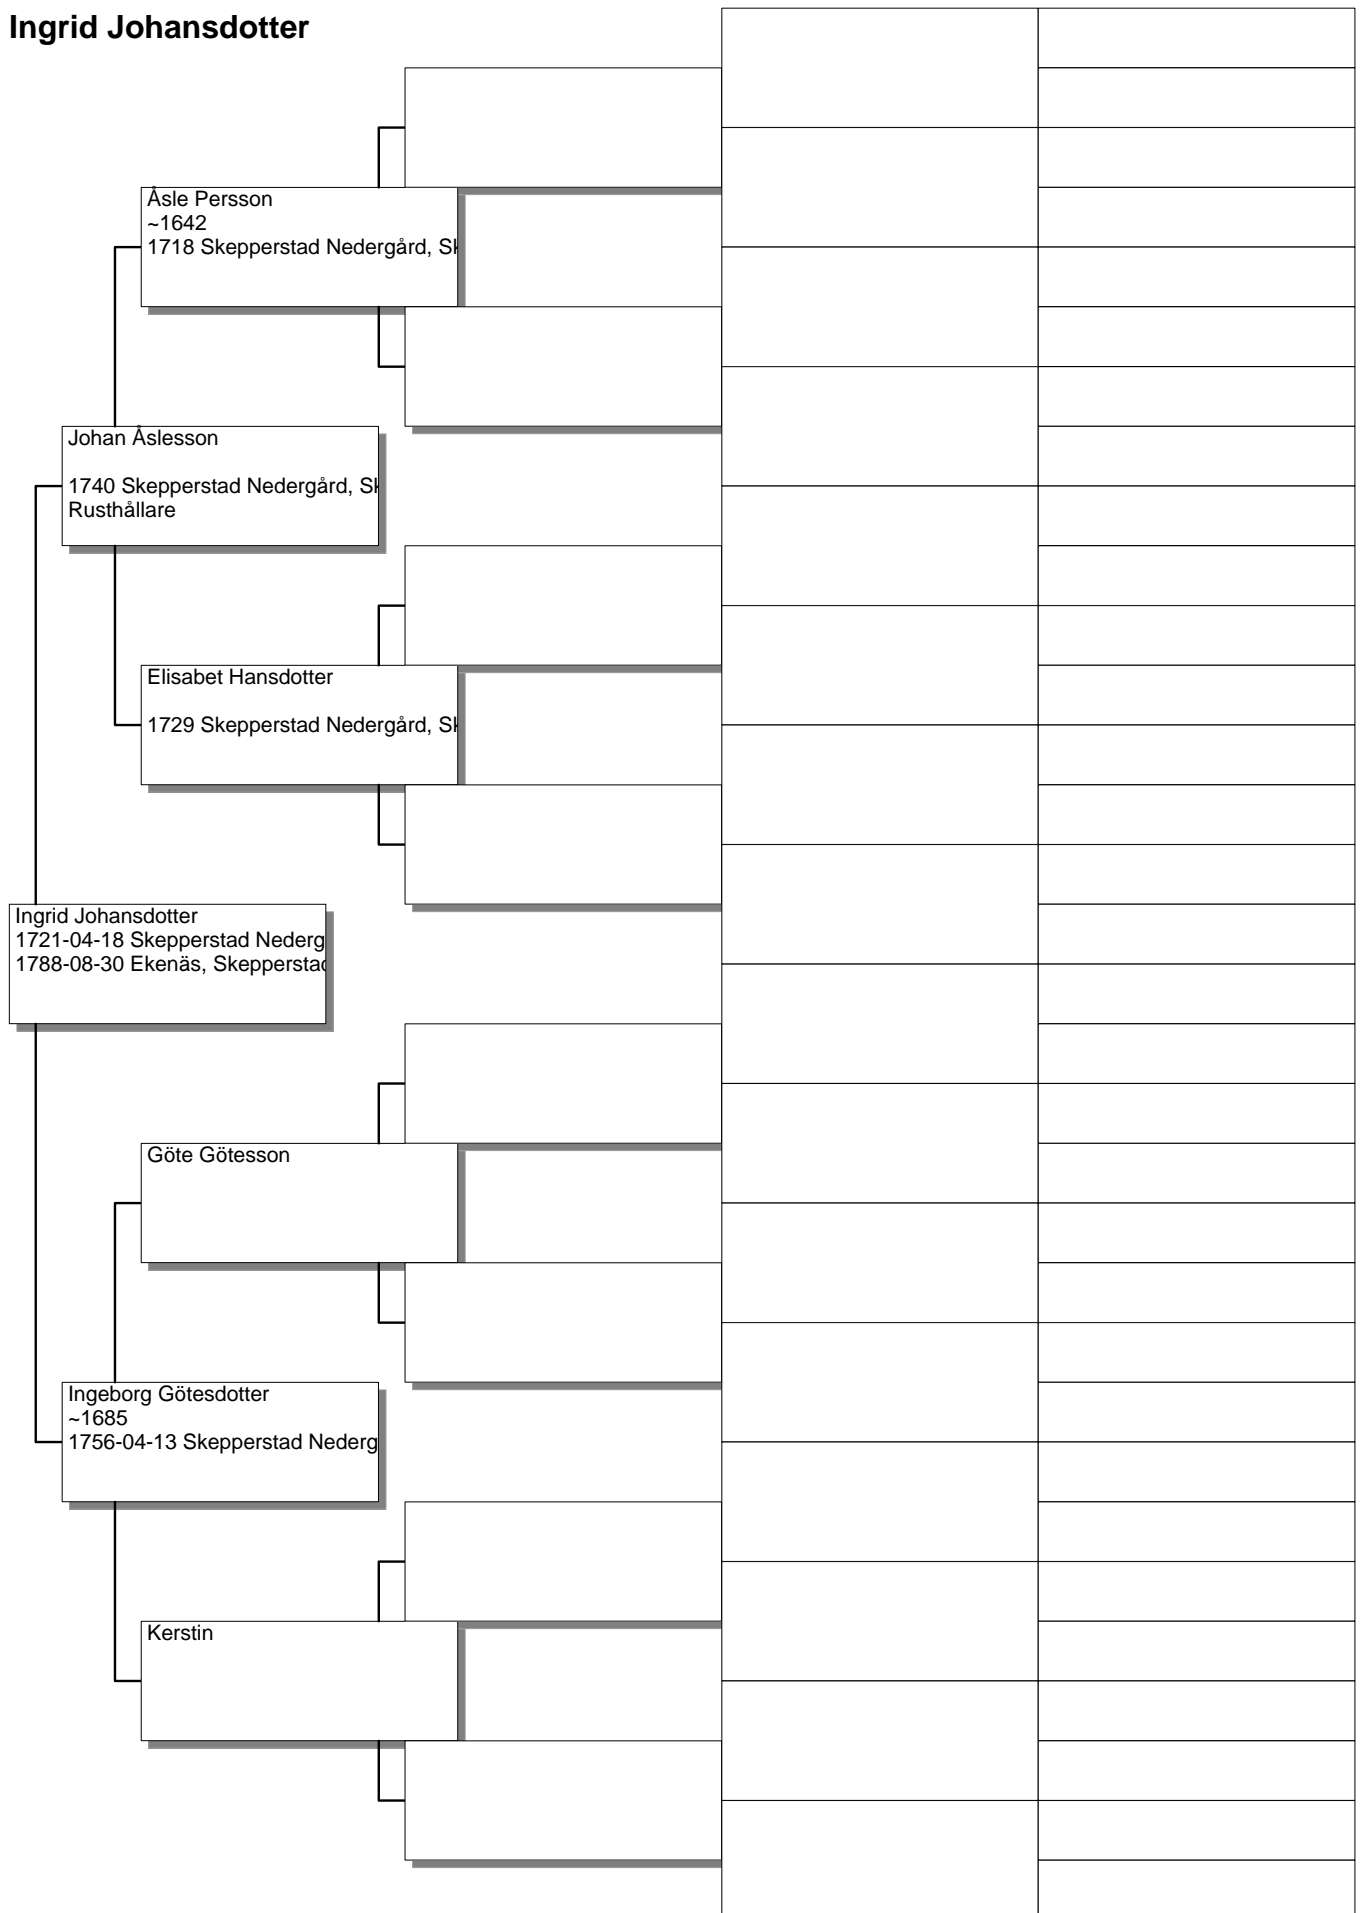 Ingrid Johansdotter
Åsle Persson
~1642
1718 Skepperstad Nedergård, Sk
Johan Åslesson
1740 Skepperstad Nedergård, Sk
Rusthållare
Elisabet Hansdotter
1729 Skepperstad Nedergård, Sk
Ingrid Johansdotter
1721-04-18 Skepperstad Nederg
1788-08-30 Ekenäs, Skepperstad
Göte Götesson
Ingeborg Götesdotter
~1685
1756-04-13 Skepperstad Nederg
Kerstin